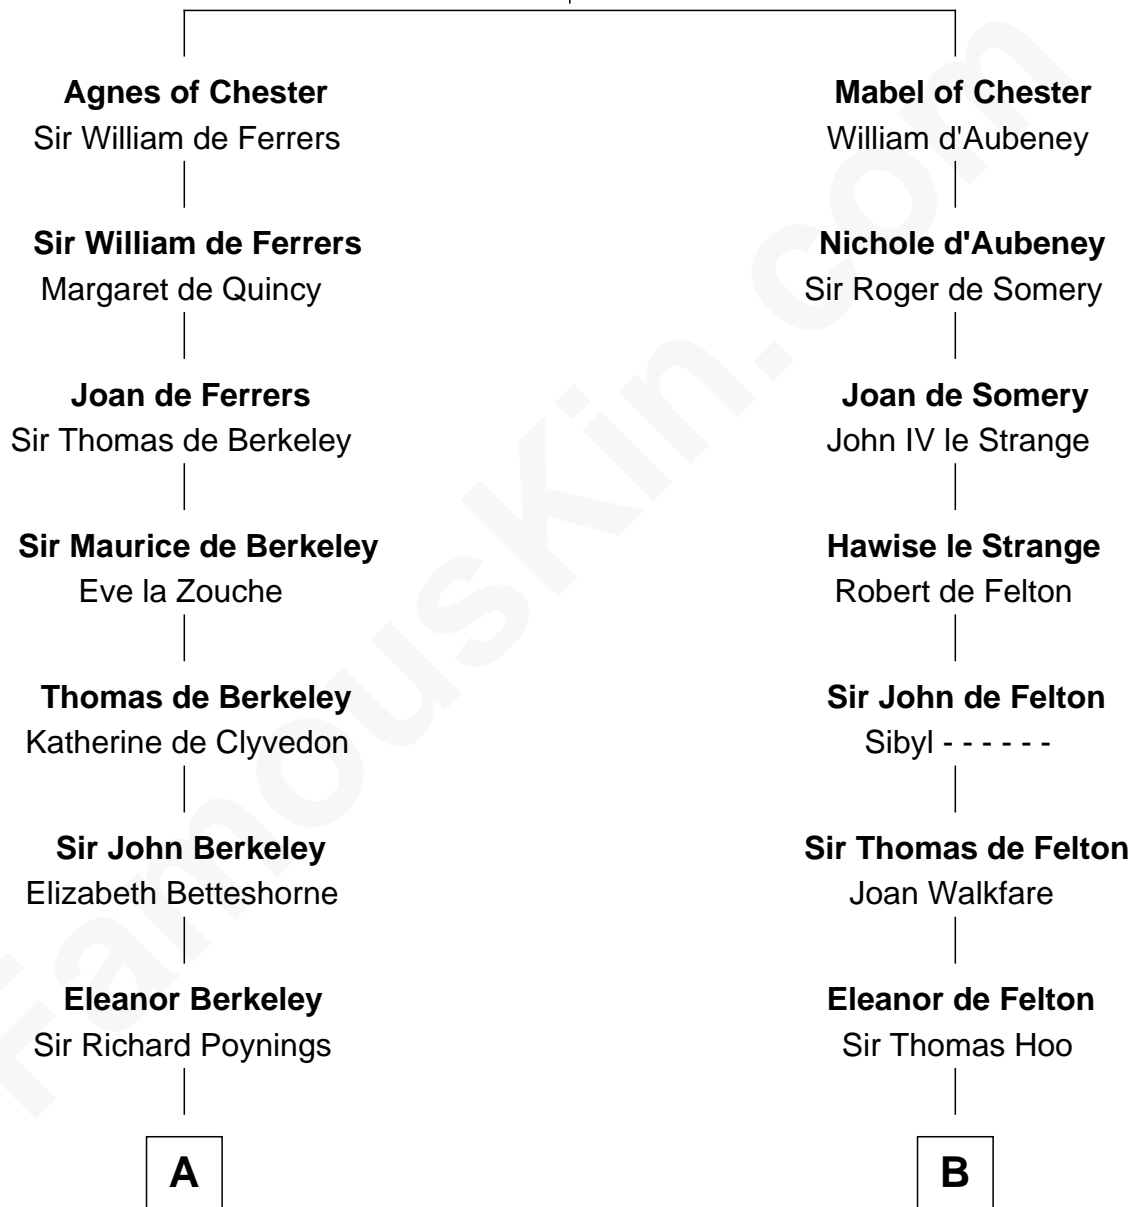 Agnes of Chester
Sir William de Ferrers
Mabel of Chester
William d'Aubeney
Sir William de Ferrers
Margaret de Quincy
Nichole d'Aubeney
Sir Roger de Somery
Joan de Ferrers
Sir Thomas de Berkeley
Joan de Somery
John IV le Strange
Sir Maurice de Berkeley
Eve la Zouche
Hawise le Strange
Robert de Felton
Thomas de Berkeley
Katherine de Clyvedon
Sir John de Felton
Sibyl - - - - - -
Sir John Berkeley
Elizabeth Betteshorne
Sir Thomas de Felton
Joan Walkfare
Eleanor Berkeley
Sir Richard Poynings
Eleanor de Felton
Sir Thomas Hoo
A
B
FamousKin.com